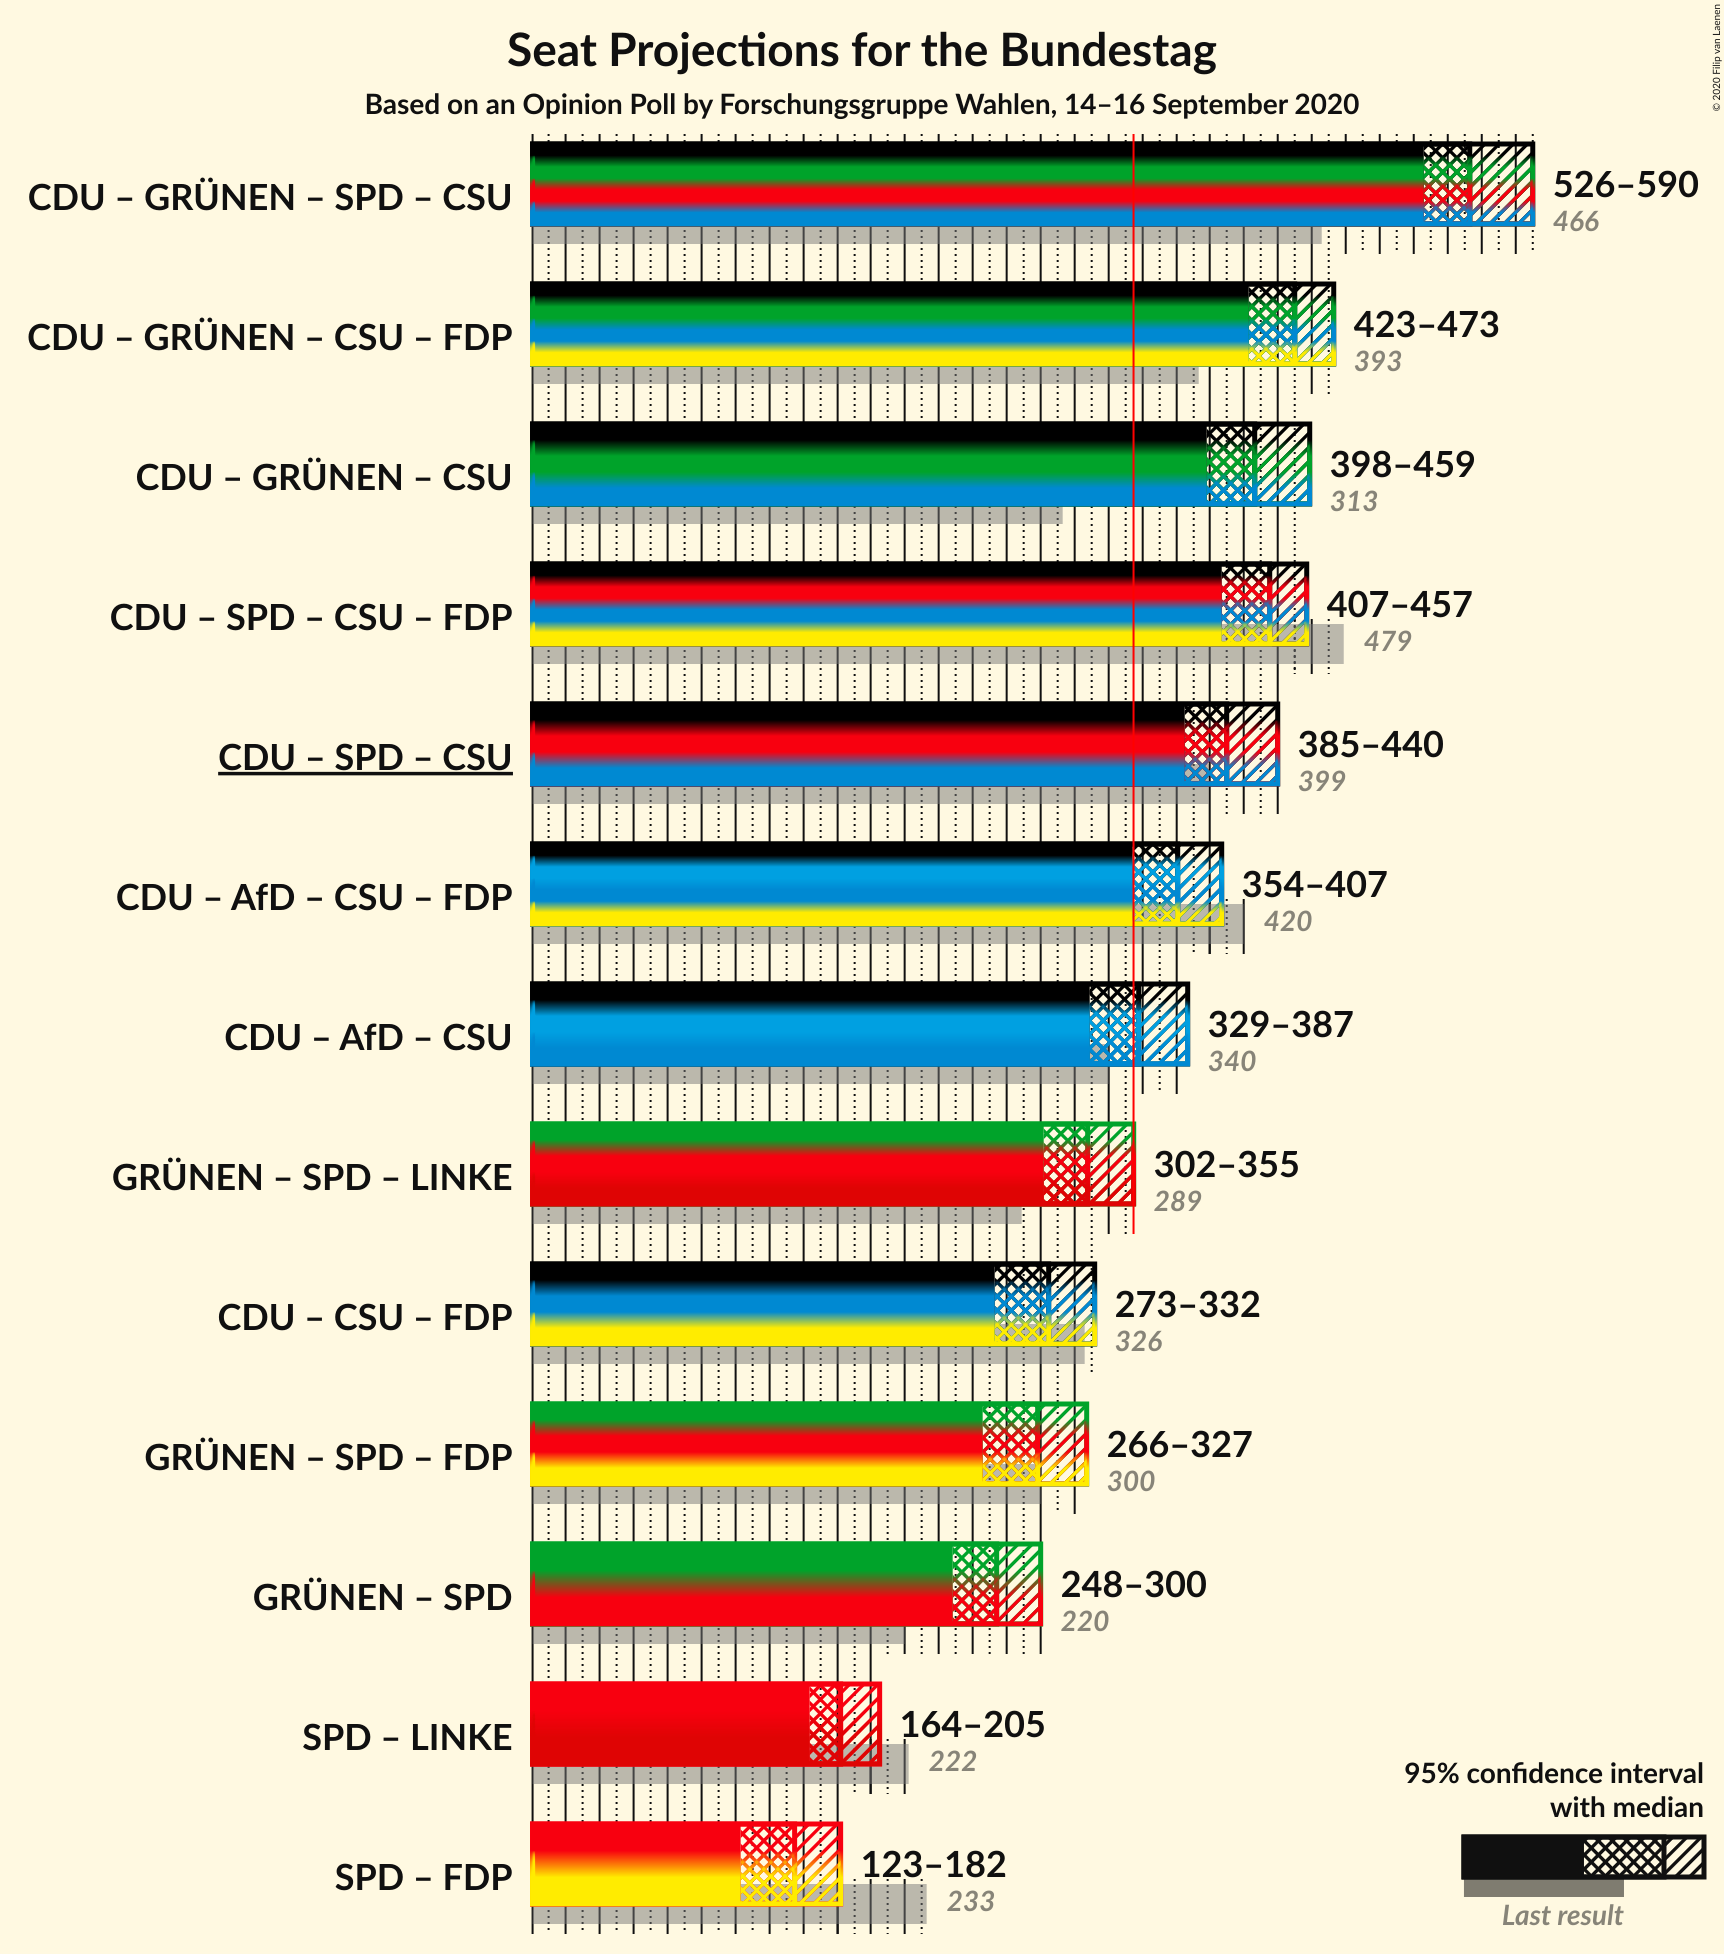 © 2020 Filip van Laenen
Seat Projections for the Bundestag
Based on an Opinion Poll by Forschungsgruppe Wahlen, 14–16 September 2020
CDU – GRÜNEN – SPD – CSU
526–590
466
CDU – GRÜNEN – CSU – FDP
423–473
393
CDU – GRÜNEN – CSU
398–459
313
CDU – SPD – CSU – FDP
407–457
479
CDU – SPD – CSU
385–440
399
CDU – AfD – CSU – FDP
354–407
420
CDU – AfD – CSU
329–387
340
GRÜNEN – SPD – LINKE
302–355
289
CDU – CSU – FDP
273–332
326
GRÜNEN – SPD – FDP
266–327
300
GRÜNEN – SPD
248–300
220
SPD – LINKE
164–205
222
SPD – FDP
123–182
233
95% confidence interval
with median
Last result